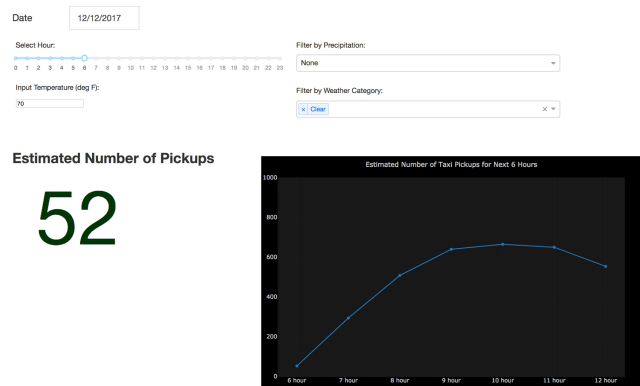 Date 12/12/2017
Select Hour:
0 1 2 3 4 5 6 7 8 9 10 11 12 13 14 15 16 17 18 19 20 21 22 23
Input Temperature (deg F):
70
Filter by Precipitation:
None
Filter by Weather Category:
× Clear ×
Estimated Number of Pickups
52
Estimated Number of Taxi Pickups for Next 6 Hours
1000
800
600
400
200
0
6 hour 7 hour 8 hour 9 hour 10 hour 11 hour 12 hour